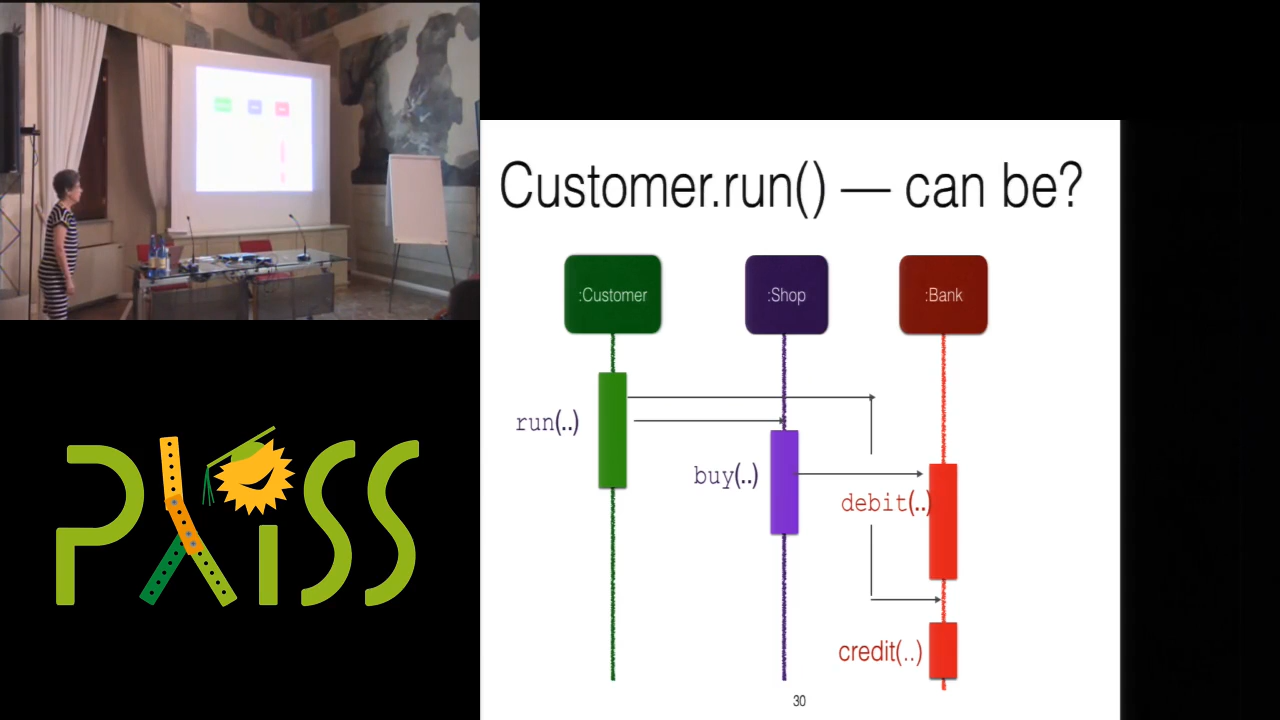 Customer.run() — can be?
:Customer
:Shop
:Bank
run(..)
buy(..)
debit(..)
credit(..)
30
PLISS